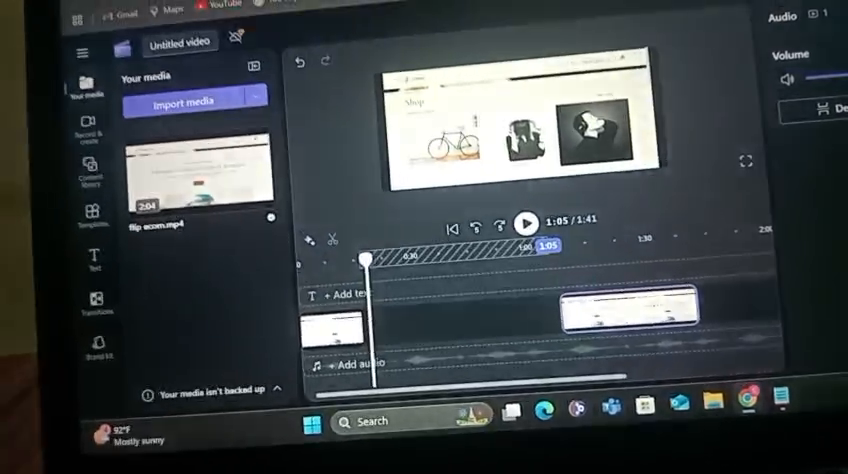 Gmail
Maps
YouTube
Untitled video
Audio
1
Your media
Volume
Import media
Your media
Record & create
Content library
Templates
Text
Transitions
Brand kit
2:04
flip ecom.mp4
Shop
De
1:05 / 1:41
0
0:30
1:00
1:05
1:30
2:00
T + Add te
+ Add audio
Your media isn't backed up
92°F
Mostly sunny
Search